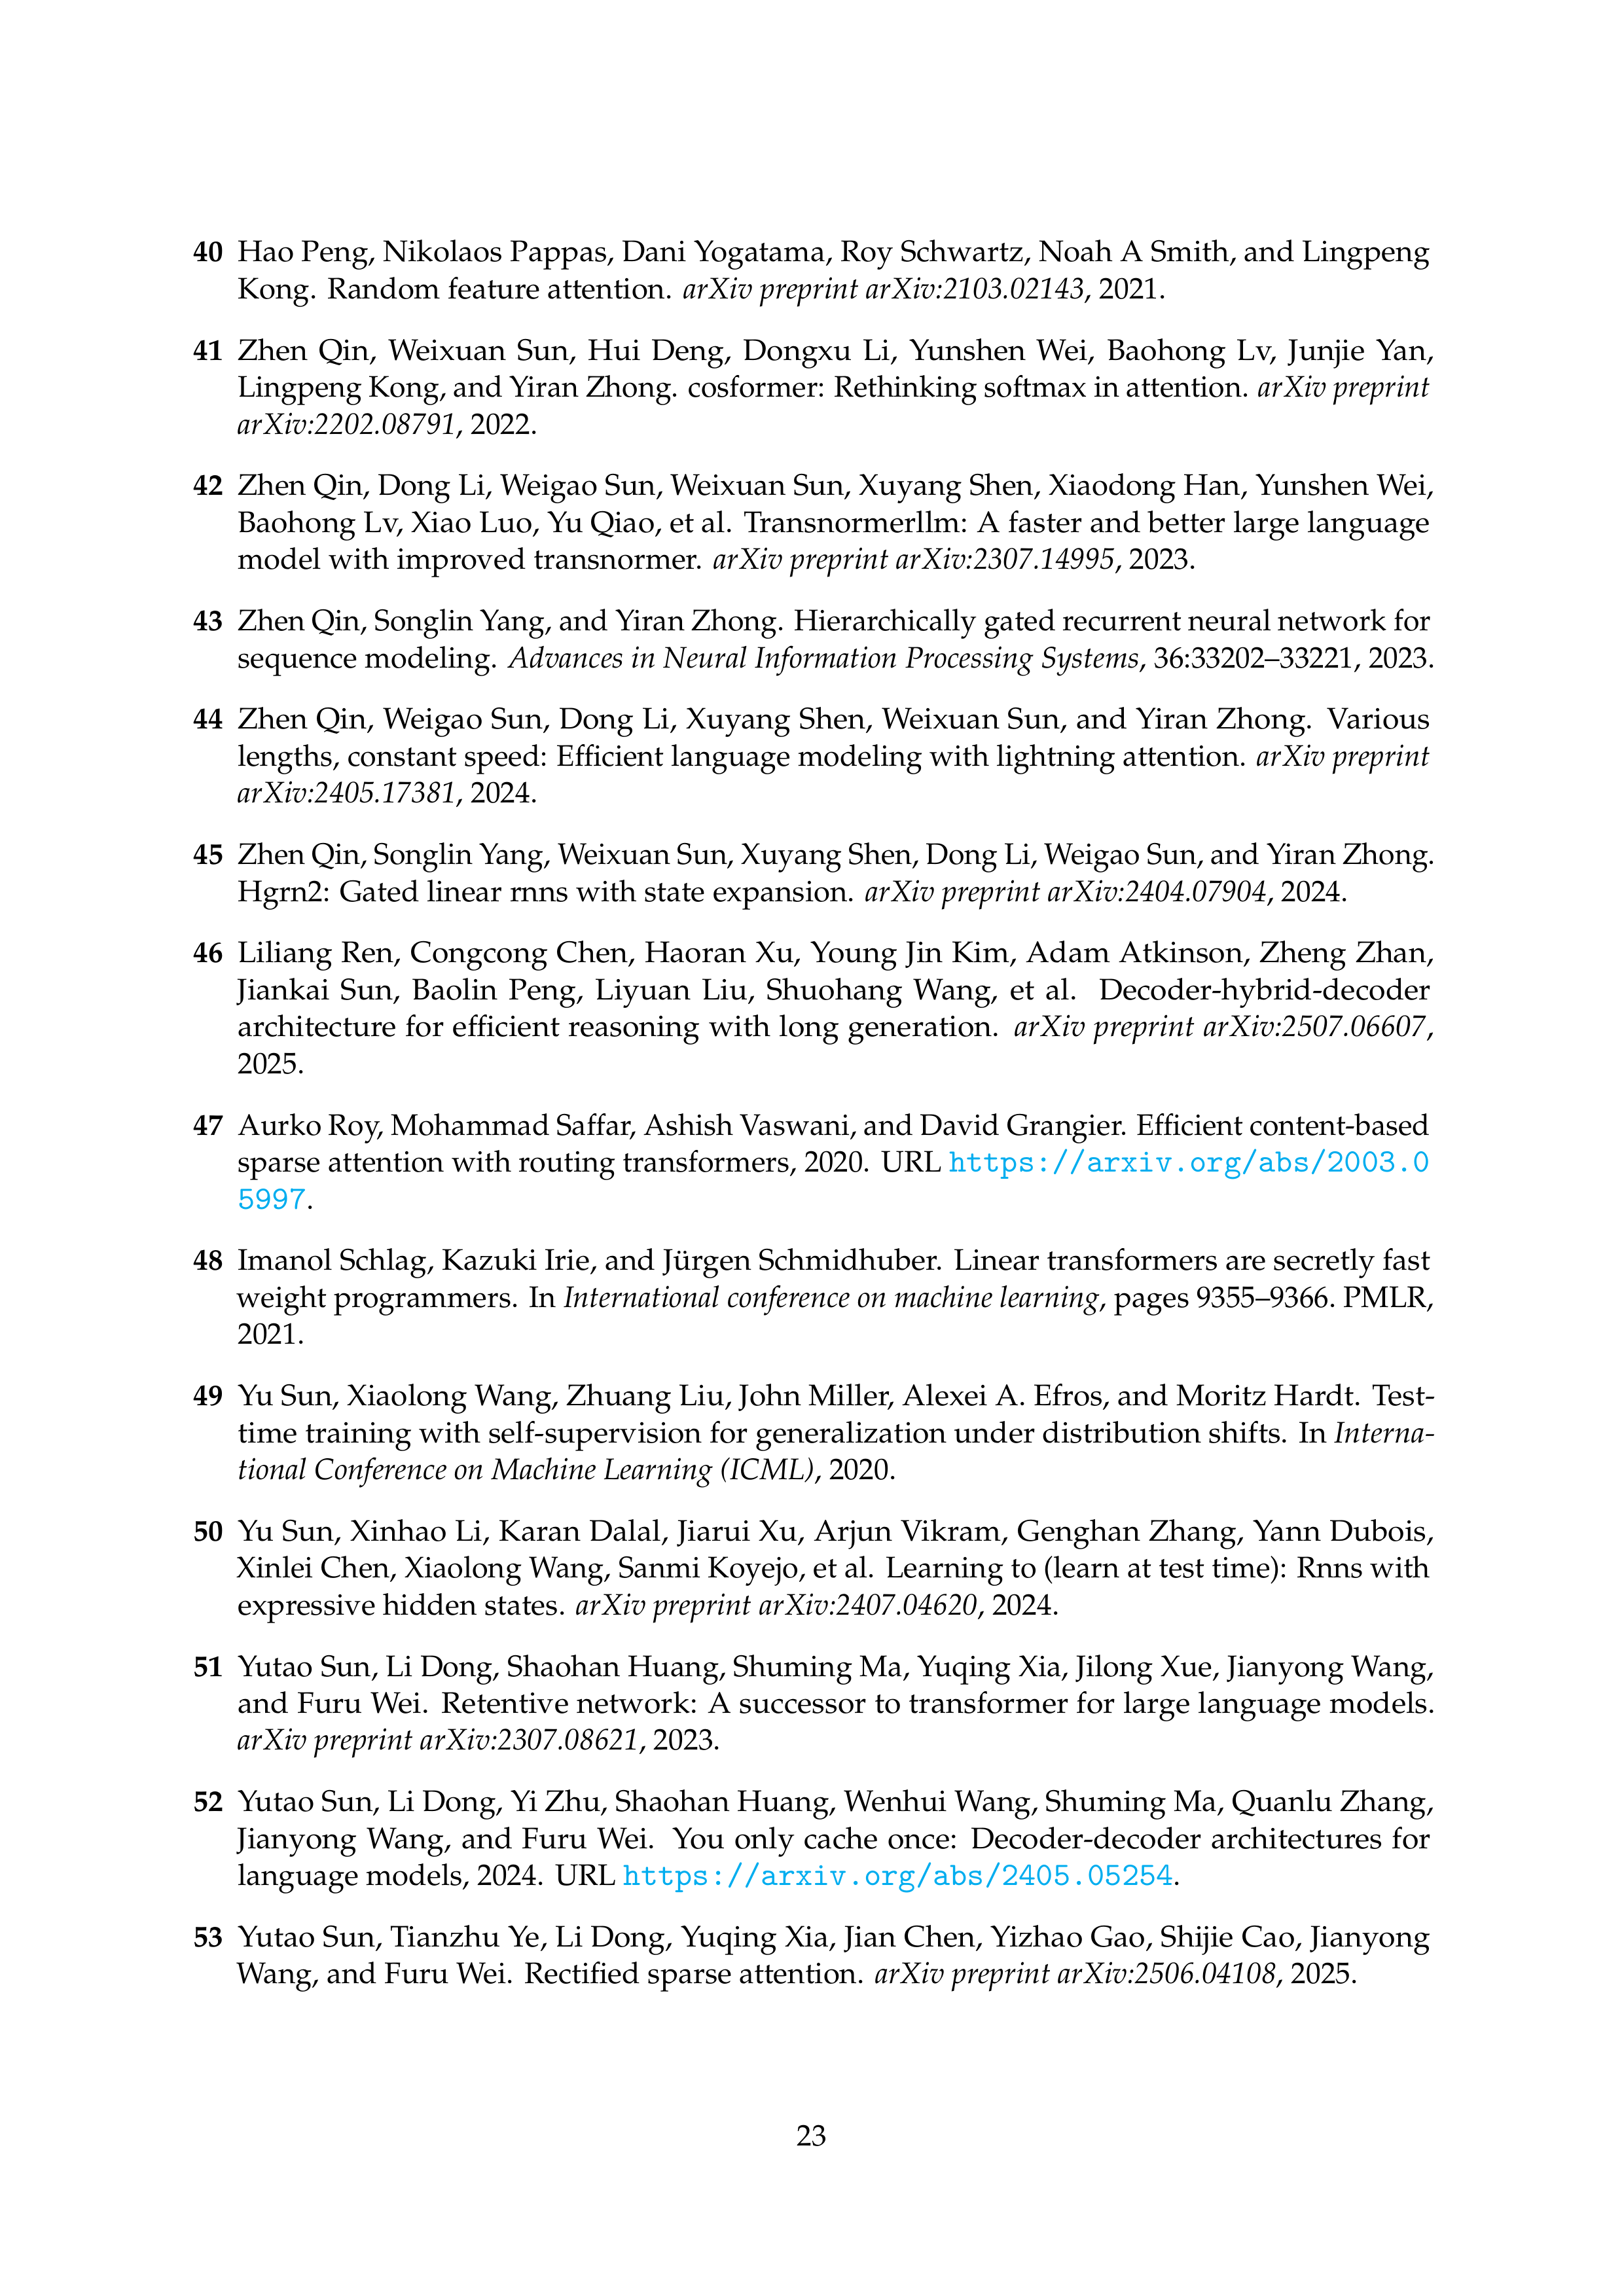 40 Hao Peng, Nikolaos Pappas, Dani Yogatama, Roy Schwartz, Noah A Smith, and Lingpeng
Kong. Random feature attention. arXiv preprint arXiv:2103.02143, 2021.
41 Zhen Qin, Weixuan Sun, Hui Deng, Dongxu Li, Yunshen Wei, Baohong Lv, Junjie Yan,
Lingpeng Kong, and Yiran Zhong. cosformer: Rethinking softmax in attention. arXiv preprint
arXiv:2202.08791, 2022.
42 Zhen Qin, Dong Li, Weigao Sun, Weixuan Sun, Xuyang Shen, Xiaodong Han, Yunshen Wei,
Baohong Lv, Xiao Luo, Yu Qiao, et al. Transnormerllm: A faster and better large language
model with improved transnormer. arXiv preprint arXiv:2307.14995, 2023.
43 Zhen Qin, Songlin Yang, and Yiran Zhong. Hierarchically gated recurrent neural network for
sequence modeling. Advances in Neural Information Processing Systems, 36:33202–33221, 2023.
44 Zhen Qin, Weigao Sun, Dong Li, Xuyang Shen, Weixuan Sun, and Yiran Zhong. Various
lengths, constant speed: Efficient language modeling with lightning attention. arXiv preprint
arXiv:2405.17381, 2024.
45 Zhen Qin, Songlin Yang, Weixuan Sun, Xuyang Shen, Dong Li, Weigao Sun, and Yiran Zhong.
Hgrn2: Gated linear rnns with state expansion. arXiv preprint arXiv:2404.07904, 2024.
46 Liliang Ren, Congcong Chen, Haoran Xu, Young Jin Kim, Adam Atkinson, Zheng Zhan,
Jiankai Sun, Baolin Peng, Liyuan Liu, Shuohang Wang, et al. Decoder-hybrid-decoder
architecture for efficient reasoning with long generation. arXiv preprint arXiv:2507.06607,
2025.
47 Aurko Roy, Mohammad Saffar, Ashish Vaswani, and David Grangier. Efficient content-based
sparse attention with routing transformers, 2020. URL https://arxiv.org/abs/2003.0
5997.
48 Imanol Schlag, Kazuki Irie, and Jürgen Schmidhuber. Linear transformers are secretly fast
weight programmers. In International conference on machine learning, pages 9355–9366. PMLR,
2021.
49 Yu Sun, Xiaolong Wang, Zhuang Liu, John Miller, Alexei A. Efros, and Moritz Hardt. Test-
time training with self-supervision for generalization under distribution shifts. In Interna-
tional Conference on Machine Learning (ICML), 2020.
50 Yu Sun, Xinhao Li, Karan Dalal, Jiarui Xu, Arjun Vikram, Genghan Zhang, Yann Dubois,
Xinlei Chen, Xiaolong Wang, Sanmi Koyejo, et al. Learning to (learn at test time): Rnns with
expressive hidden states. arXiv preprint arXiv:2407.04620, 2024.
51 Yutao Sun, Li Dong, Shaohan Huang, Shuming Ma, Yuqing Xia, Jilong Xue, Jianyong Wang,
and Furu Wei. Retentive network: A successor to transformer for large language models.
arXiv preprint arXiv:2307.08621, 2023.
52 Yutao Sun, Li Dong, Yi Zhu, Shaohan Huang, Wenhui Wang, Shuming Ma, Quanlu Zhang,
Jianyong Wang, and Furu Wei. You only cache once: Decoder-decoder architectures for
language models, 2024. URL https://arxiv.org/abs/2405.05254.
53 Yutao Sun, Tianzhu Ye, Li Dong, Yuqing Xia, Jian Chen, Yizhao Gao, Shijie Cao, Jianyong
Wang, and Furu Wei. Rectified sparse attention. arXiv preprint arXiv:2506.04108, 2025.
23